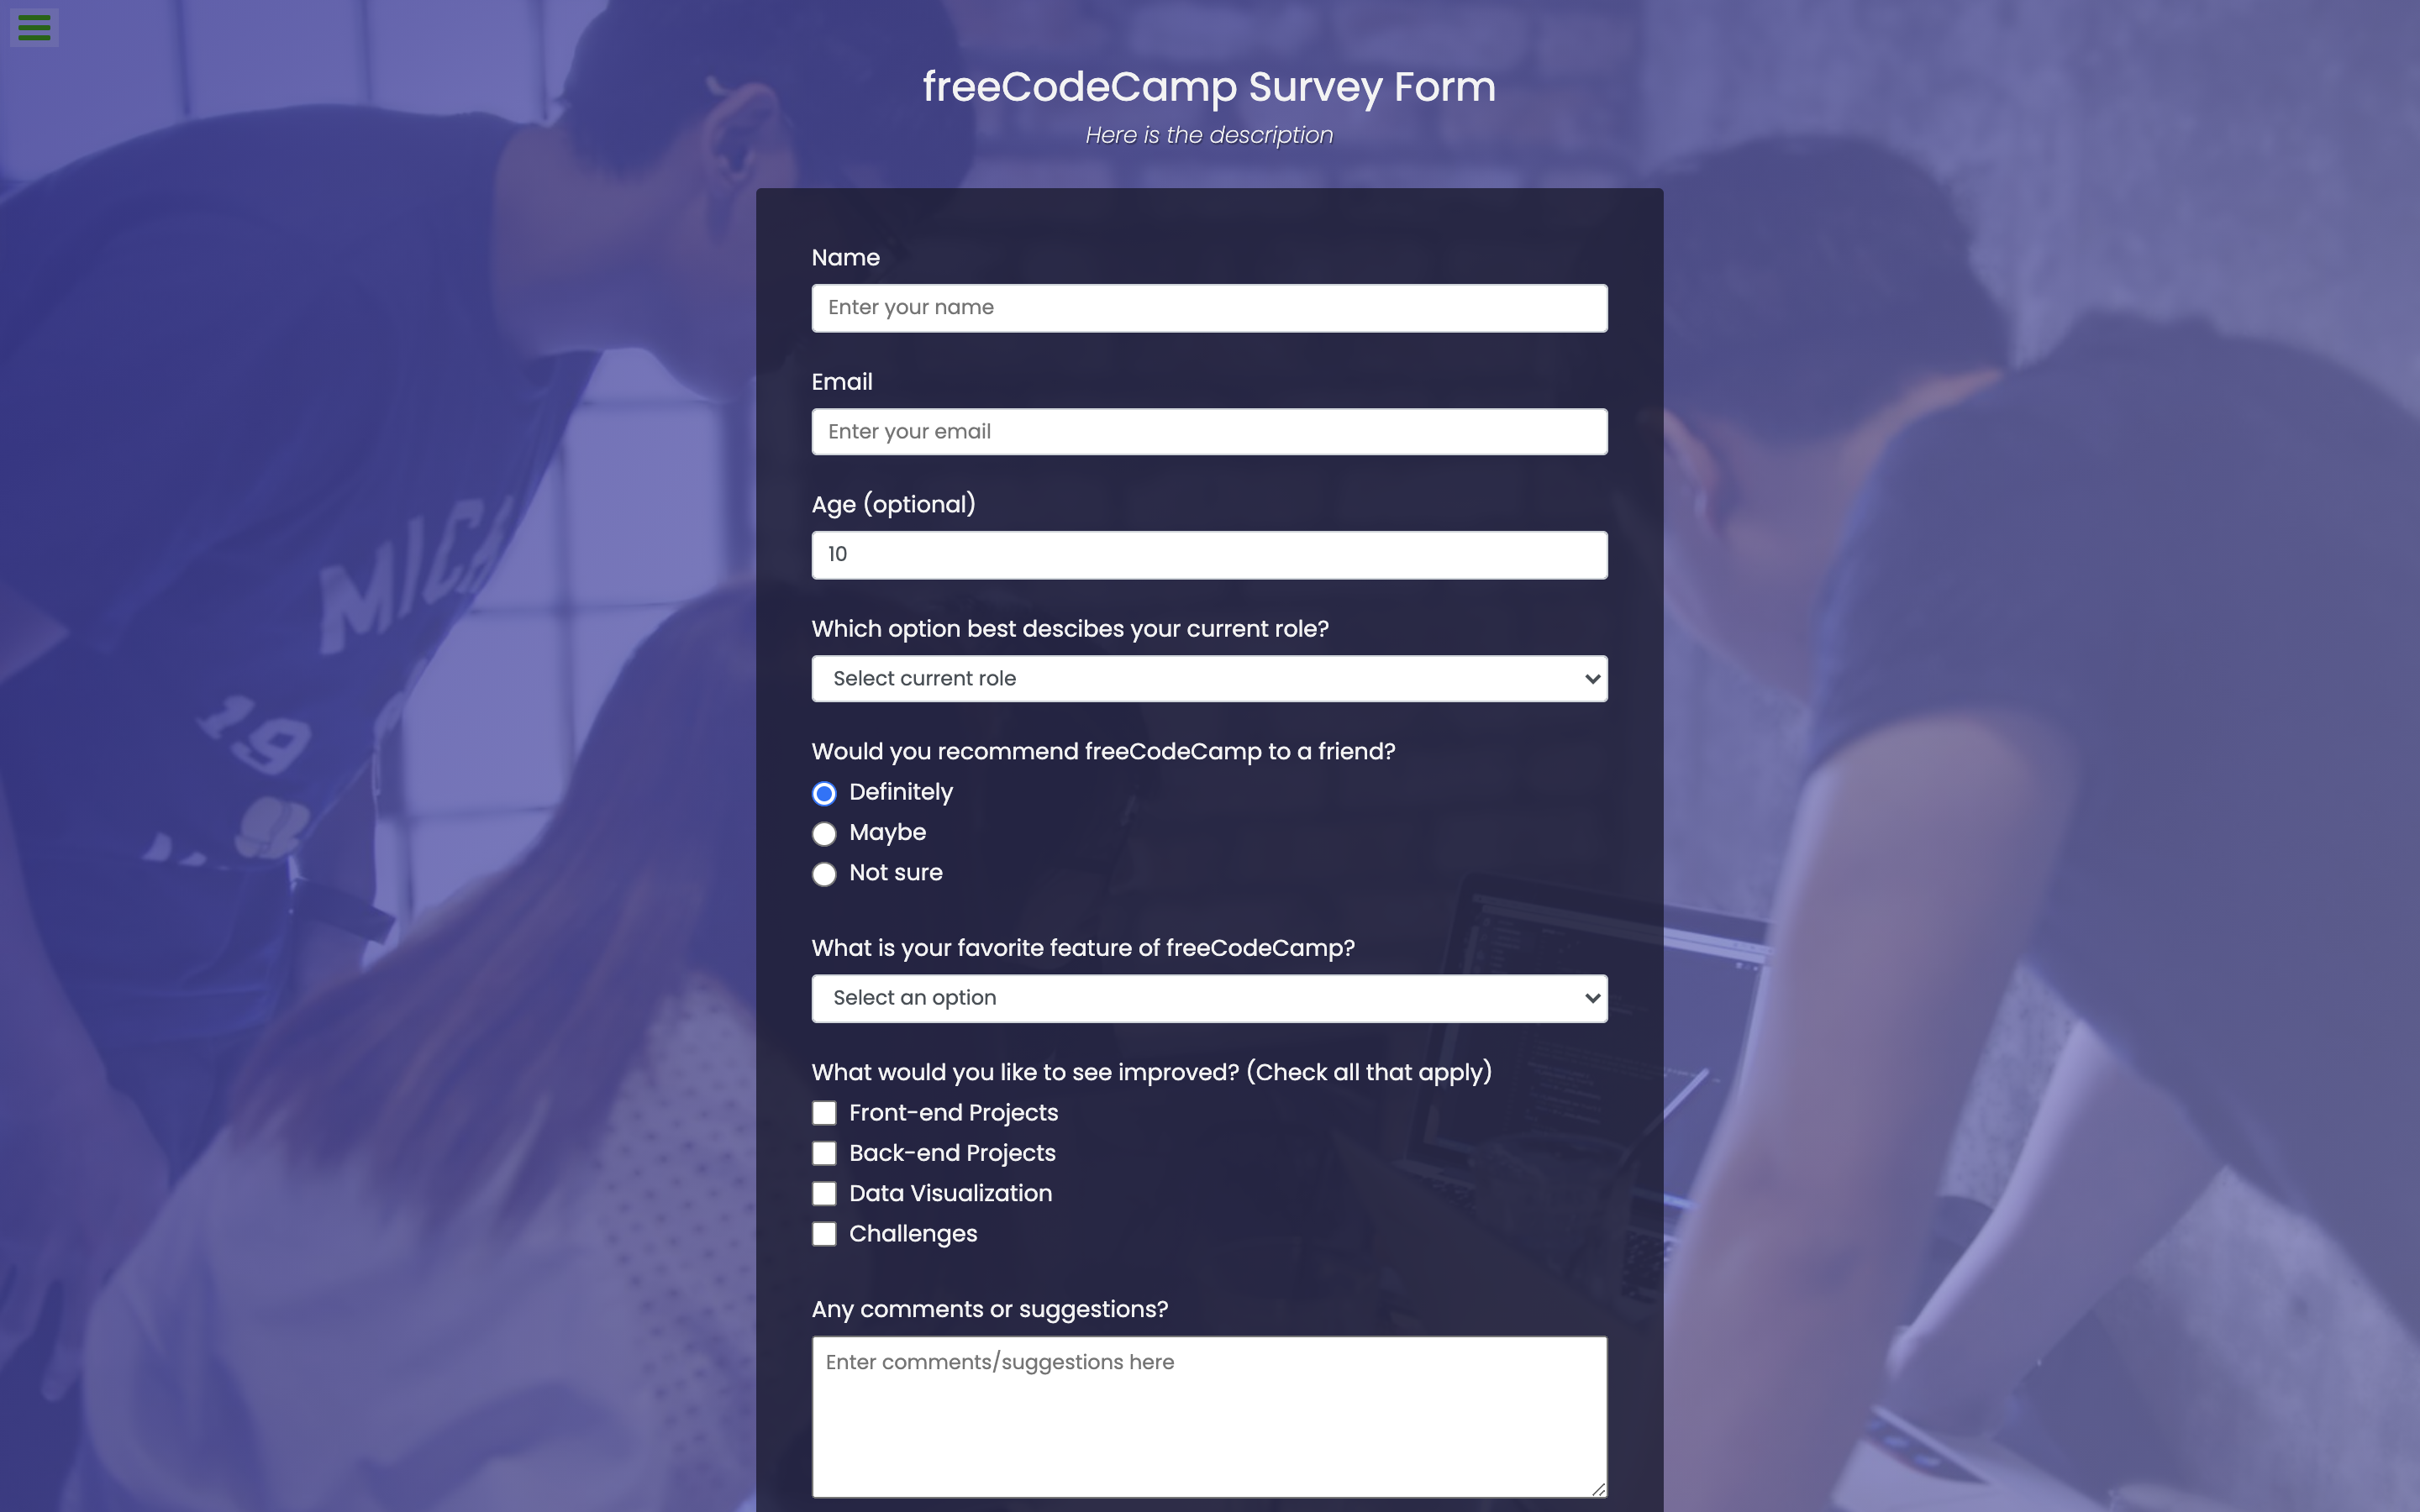 freeCodeCamp Survey Form
Here is the description
Name
Enter your name
Email
Enter your email
Age (optional)
10
Which option best descibes your current role?
Select current role
Would you recommend freeCodeCamp to a friend?
Definitely
Maybe
Not sure
What is your favorite feature of freeCodeCamp?
Select an option
What would you like to see improved? (Check all that apply)
Front-end Projects
Back-end Projects
Data Visualization
Challenges
Any comments or suggestions?
Enter comments/suggestions here
19